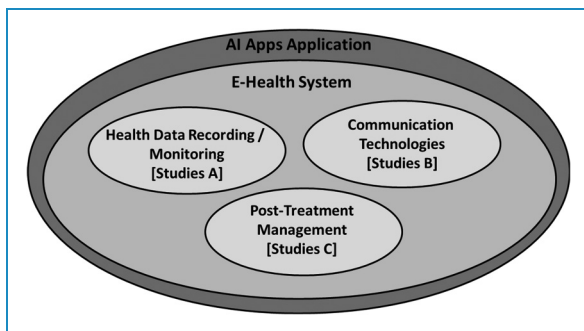 AI Apps Application
E-Health System
Health Data Recording /
Monitoring
[Studies A]
Communication
Technologies
[Studies B]
Post-Treatment
Management
[Studies C]